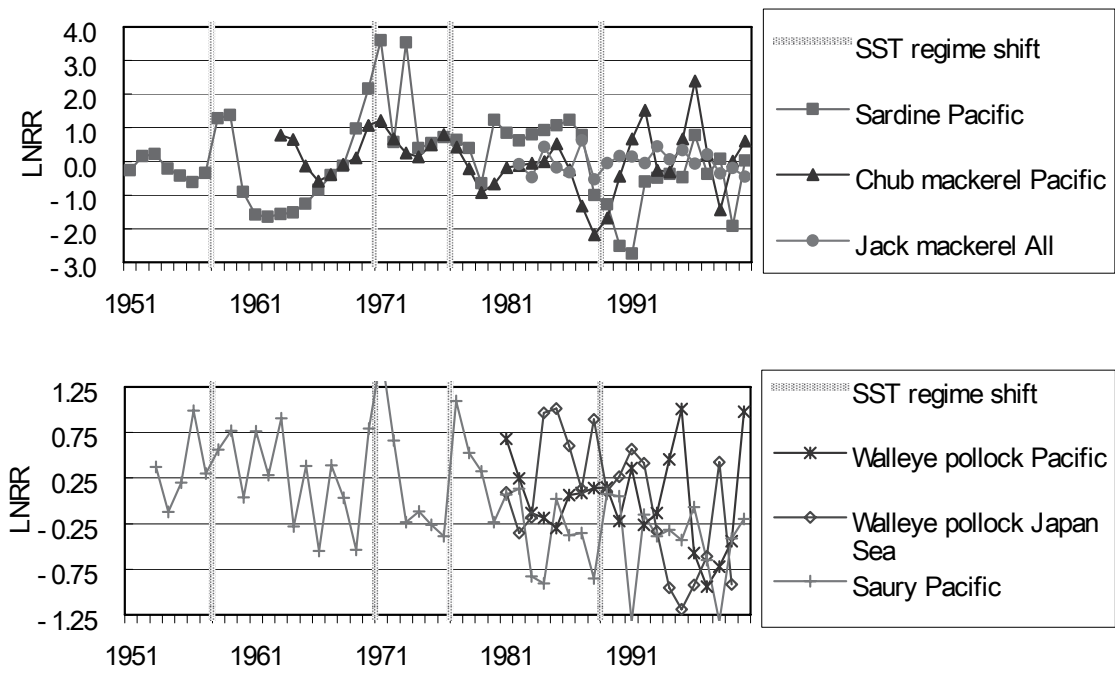 4.0
3.0
2.0
1.0
0.0
- 1.0
- 2.0
- 3.0
LNRR
1951 1961 1971 1981 1991
SST regime shift
Sardine Pacific
Chub mackerel Pacific
Jack mackerel All
1.25
0.75
0.25
- 0.25
- 0.75
- 1.25
LNRR
1951 1961 1971 1981 1991
SST regime shift
Walleye pollock Pacific
Walleye pollock Japan
Sea
Saury Pacific